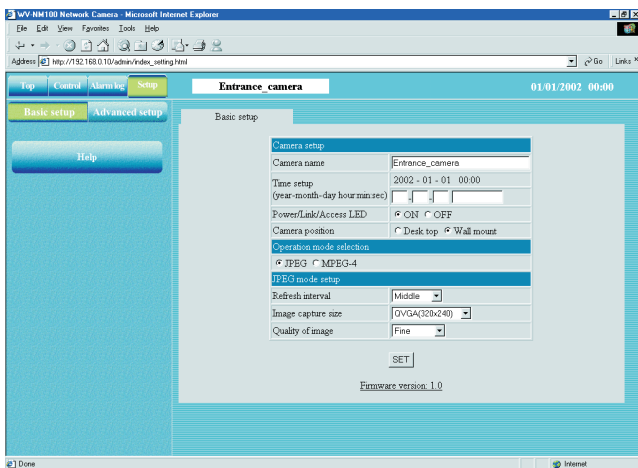 WV-NM100 Network Camera - Microsoft Internet Explorer
File Edit View Favorites Tools Help
Address http://192.168.0.10/admin/index_setting.html Go Links
Top Control Alarm log Setup Entrance_camera 01/01/2002 00:00
Basic setup Advanced setup
Help
Basic setup
Camera setup
Camera name Entrance_camera
Time setup 2002 - 01 - 01 00:00
(year-month-day hour:min:sec) - -
Power/Link/Access LED ON OFF
Camera position Desk top Wall mount
Operation mode selection
JPEG MPEG-4
JPEG mode setup
Refresh interval Middle
Image capture size QVGA(320x240)
Quality of image Fine
SET
Firmware version: 1.0
Done Internet